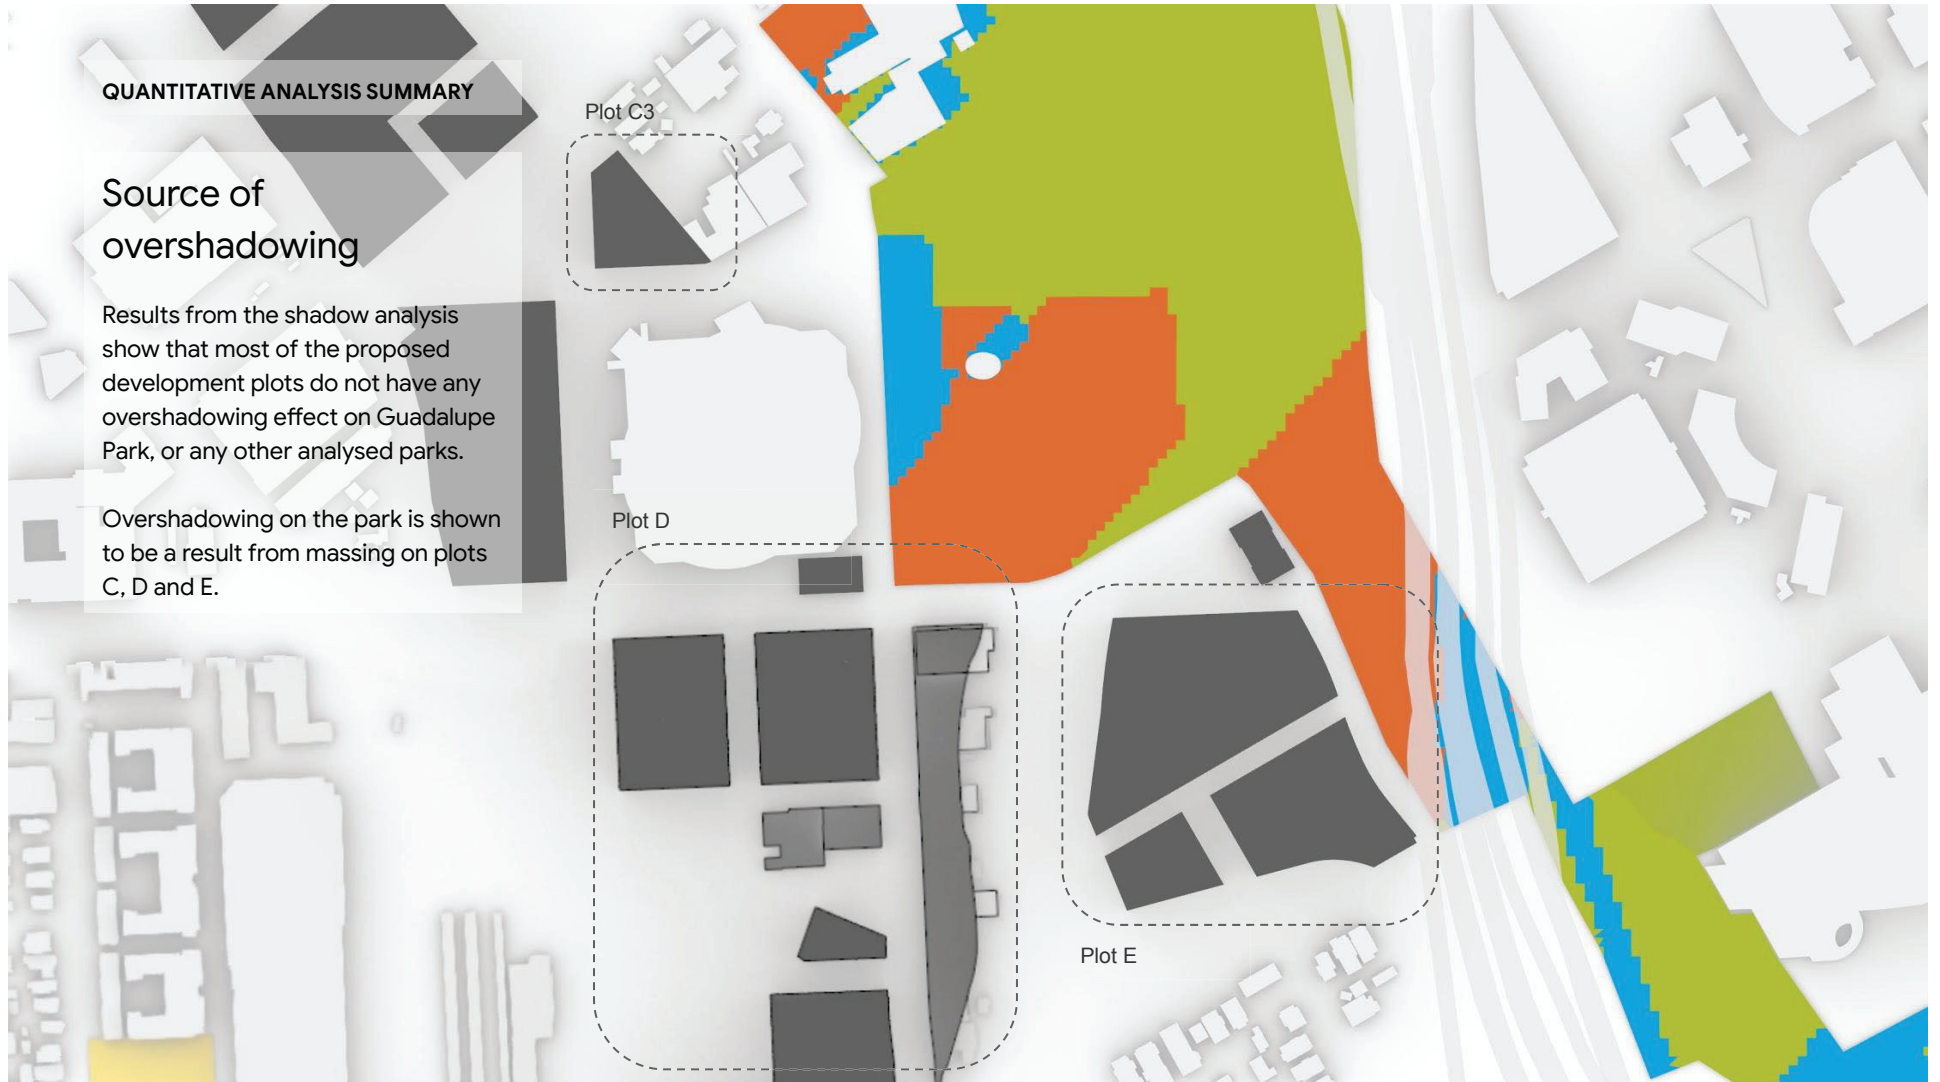 QUANTITATIVE ANALYSIS SUMMARY
Source of
overshadowing
Results from the shadow analysis
show that most of the proposed
development plots do not have any
overshadowing effect on Guadalupe
Park, or any other analysed parks.
Overshadowing on the park is shown
to be a result from massing on plots
C, D and E.
Plot C3
Plot D
Plot E